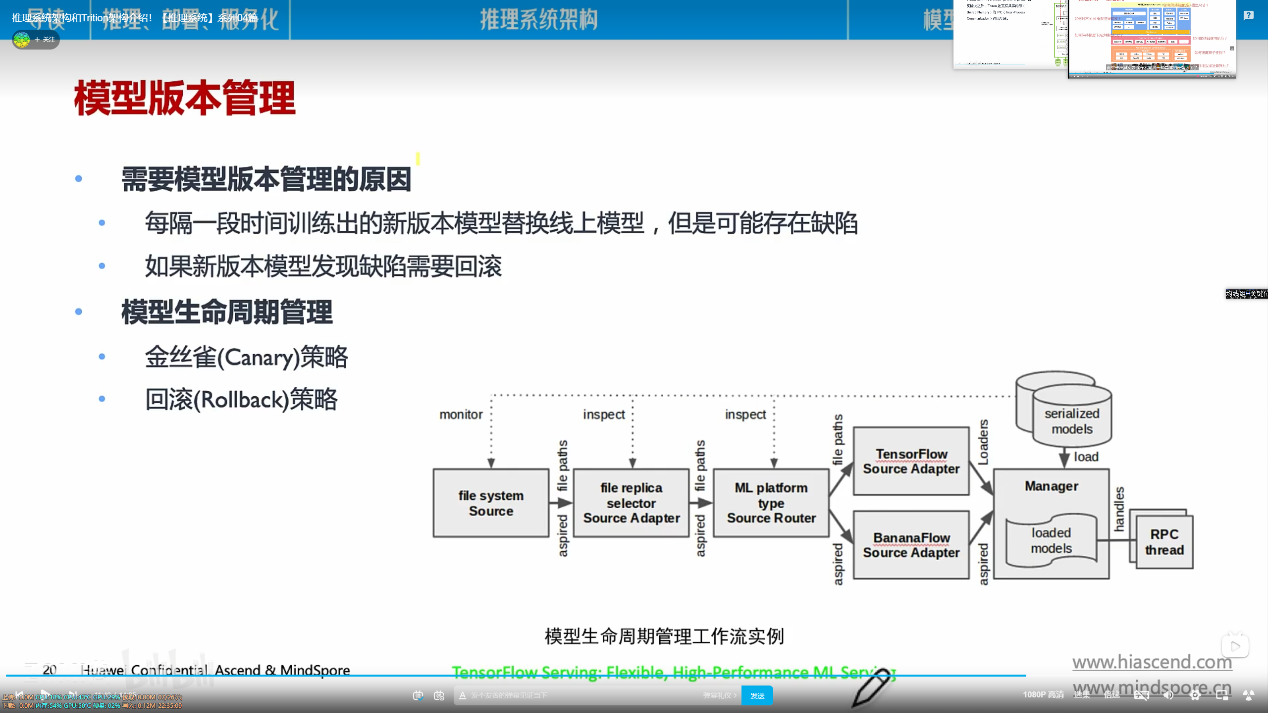 推理系统架构和Trition架构介绍！【推理系统】系列04篇
推理、部署、服务化
推理系统架构
模型
+ 关注
模型版本管理
需要模型版本管理的原因
每隔一段时间训练出的新版本模型替换线上模型，但是可能存在缺陷
如果新版本模型发现缺陷需要回滚
模型生命周期管理
金丝雀(Canary)策略
回滚(Rollback)策略
monitor
inspect
inspect
serialized
models
load
file system
Source
aspired file paths
file replica
selector
Source Adapter
aspired file paths
ML platform
type
Source Router
aspired file paths
TensorFlow
Source Adapter
BananaFlow
Source Adapter
aspired Loaders
Manager
loaded
models
handles
RPC
thread
模型生命周期管理工作流实例
20
Huawei Confidential
Ascend & MindSpore
TensorFlow Serving: Flexible, High-Performance ML Serving
www.hiascend.com
www.mindspore.cn
发送
1080P 高清
选集
倍速